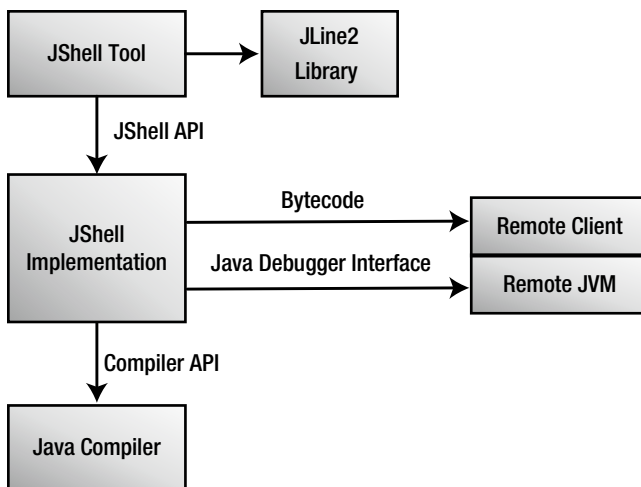 JShell Tool
JLine2
Library
JShell API
JShell
Implementation
Bytecode
Java Debugger Interface
Remote Client
Remote JVM
Compiler API
Java Compiler